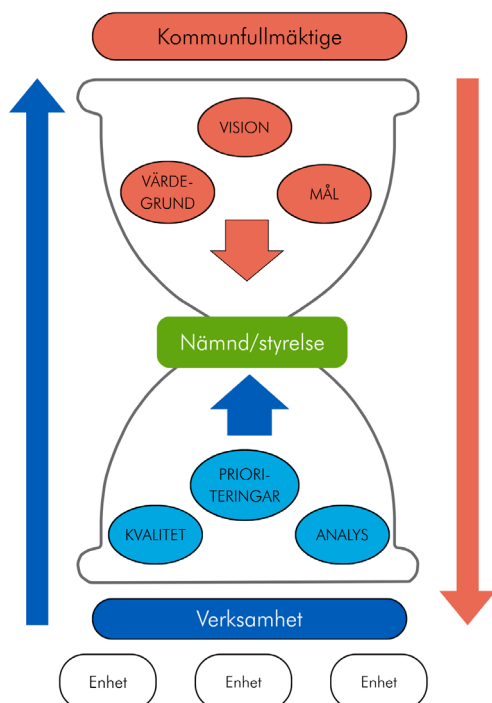 Kommunfullmäktige
VISION
VÄRDE-
GRUND
MÅL
Nämnd/styrelse
PRIORI-
TERINGAR
KVALITET
ANALYS
Verksamhet
Enhet
Enhet
Enhet